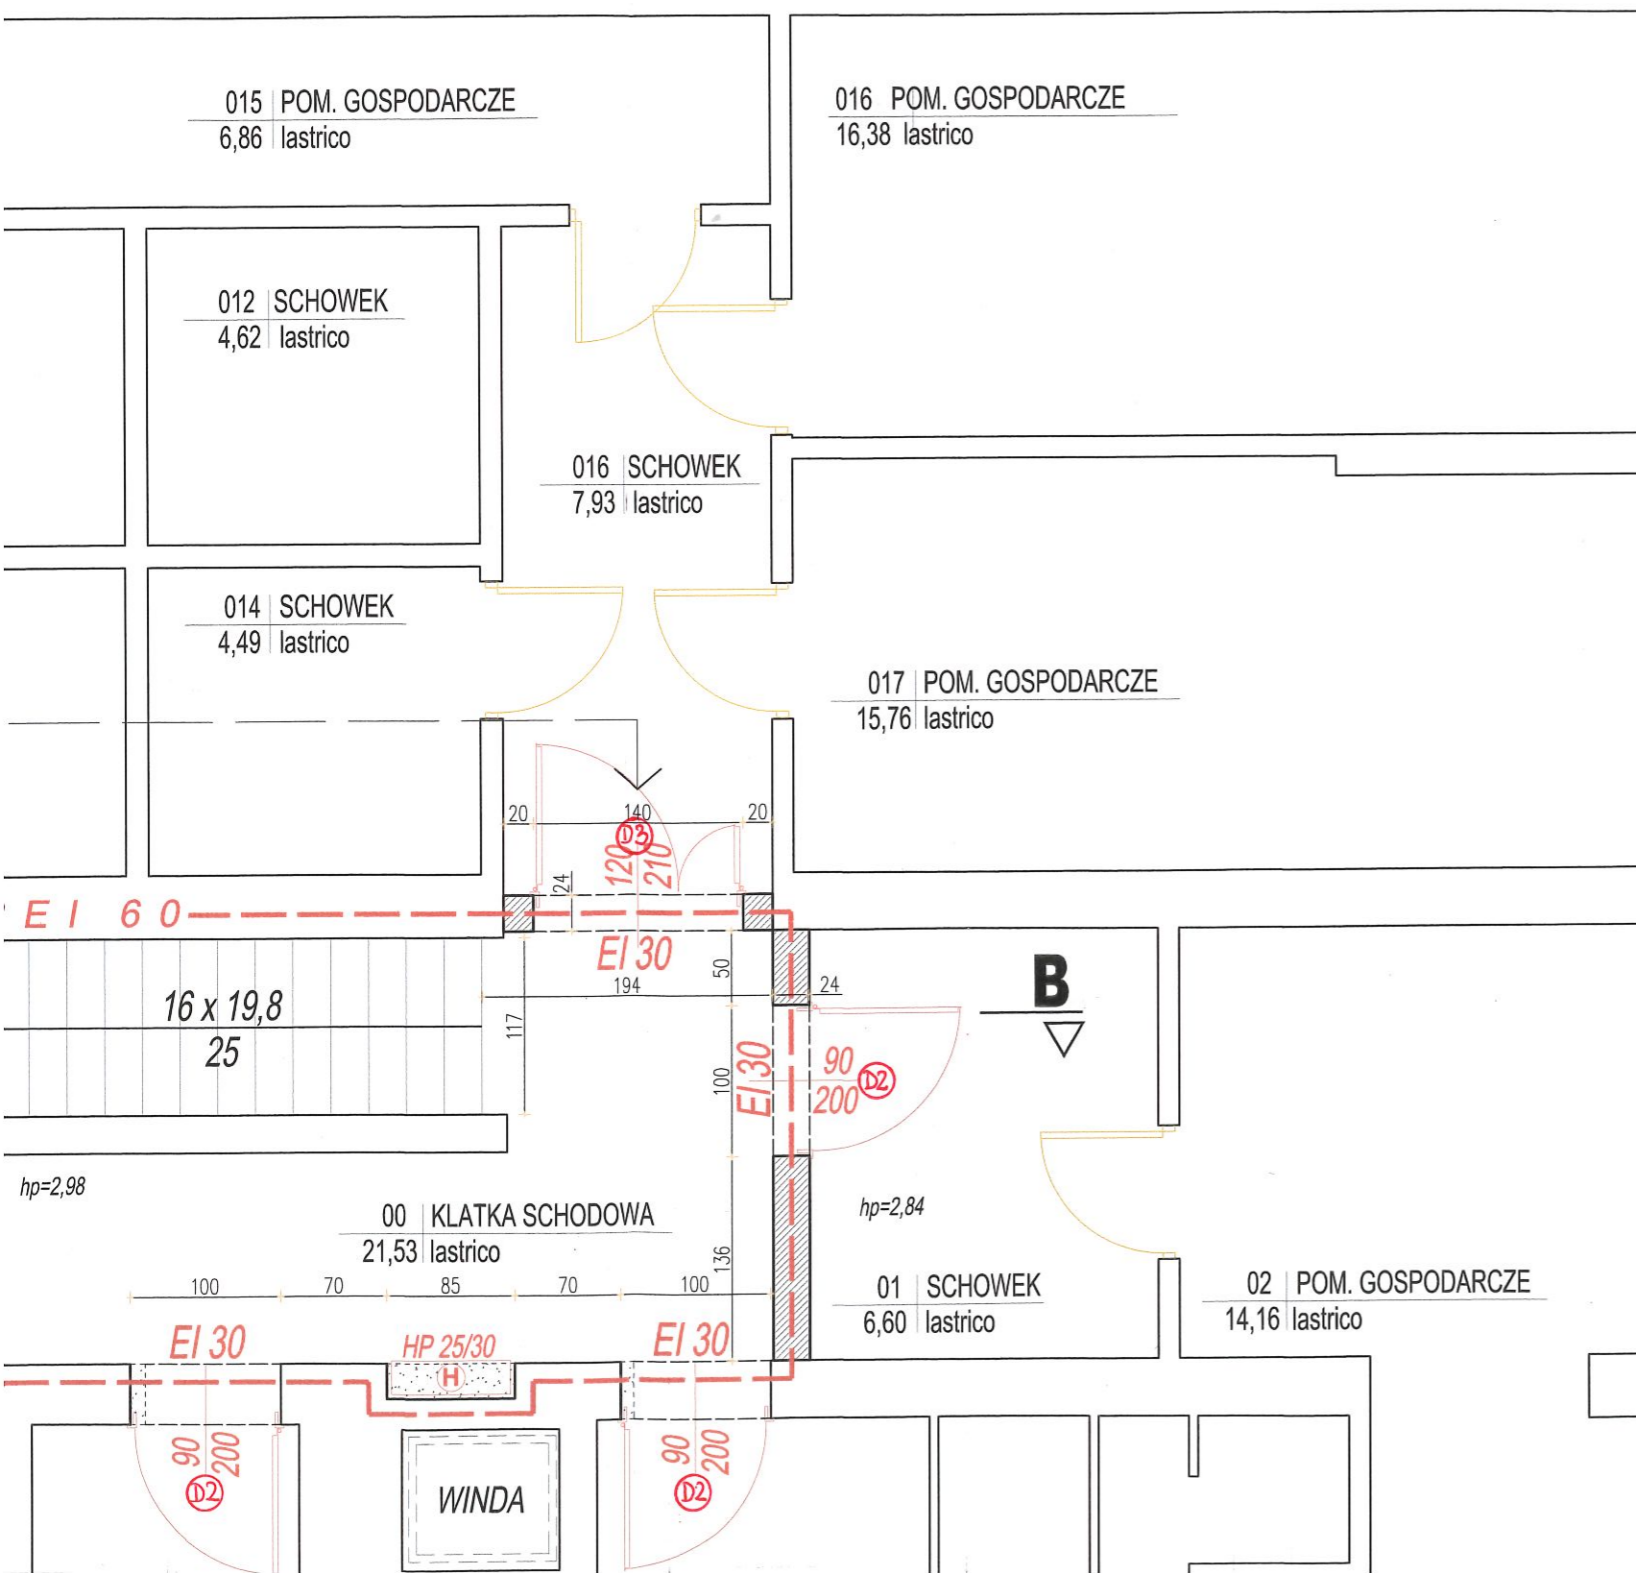 015 POM. GOSPODARCZE
6,86 lastrico
016 POM. GOSPODARCZE
16,38 lastrico
012 SCHOWEK
4,62 lastrico
016 SCHOWEK
7,93 lastrico
014 SCHOWEK
4,49 lastrico
017 POM. GOSPODARCZE
15,76 lastrico
20 140 20
D3
120
210
24
EI 60
EI 30
194
24
50
B
16 x 19,8
25
117
100
EI 30
90
200
D2
hp=2,98
hp=2,84
00 KLATKA SCHODOWA
21,53 lastrico
136
01 SCHOWEK
6,60 lastrico
02 POM. GOSPODARCZE
14,16 lastrico
100 70 85 70 100
EI 30
HP 25/30
EI 30
H
90
200
D2
WINDA
90
200
D2